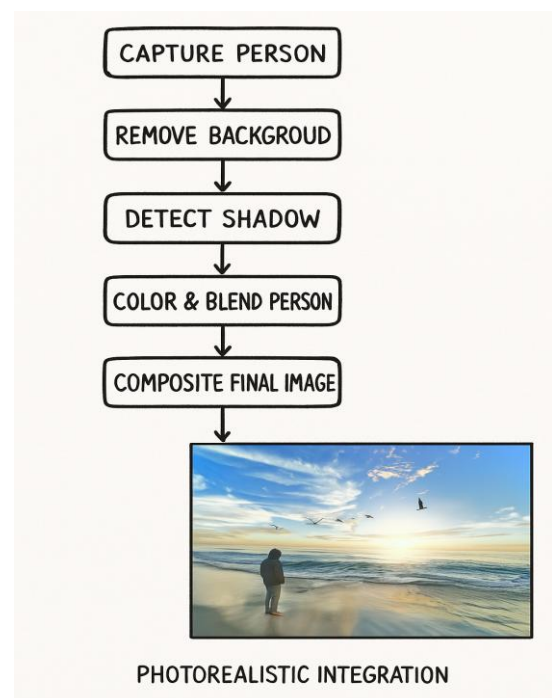 CAPTURE PERSON
REMOVE BACKGROUD
DETECT SHADOW
COLOR & BLEND PERSON
COMPOSITE FINAL IMAGE
PHOTOREALISTIC INTEGRATION